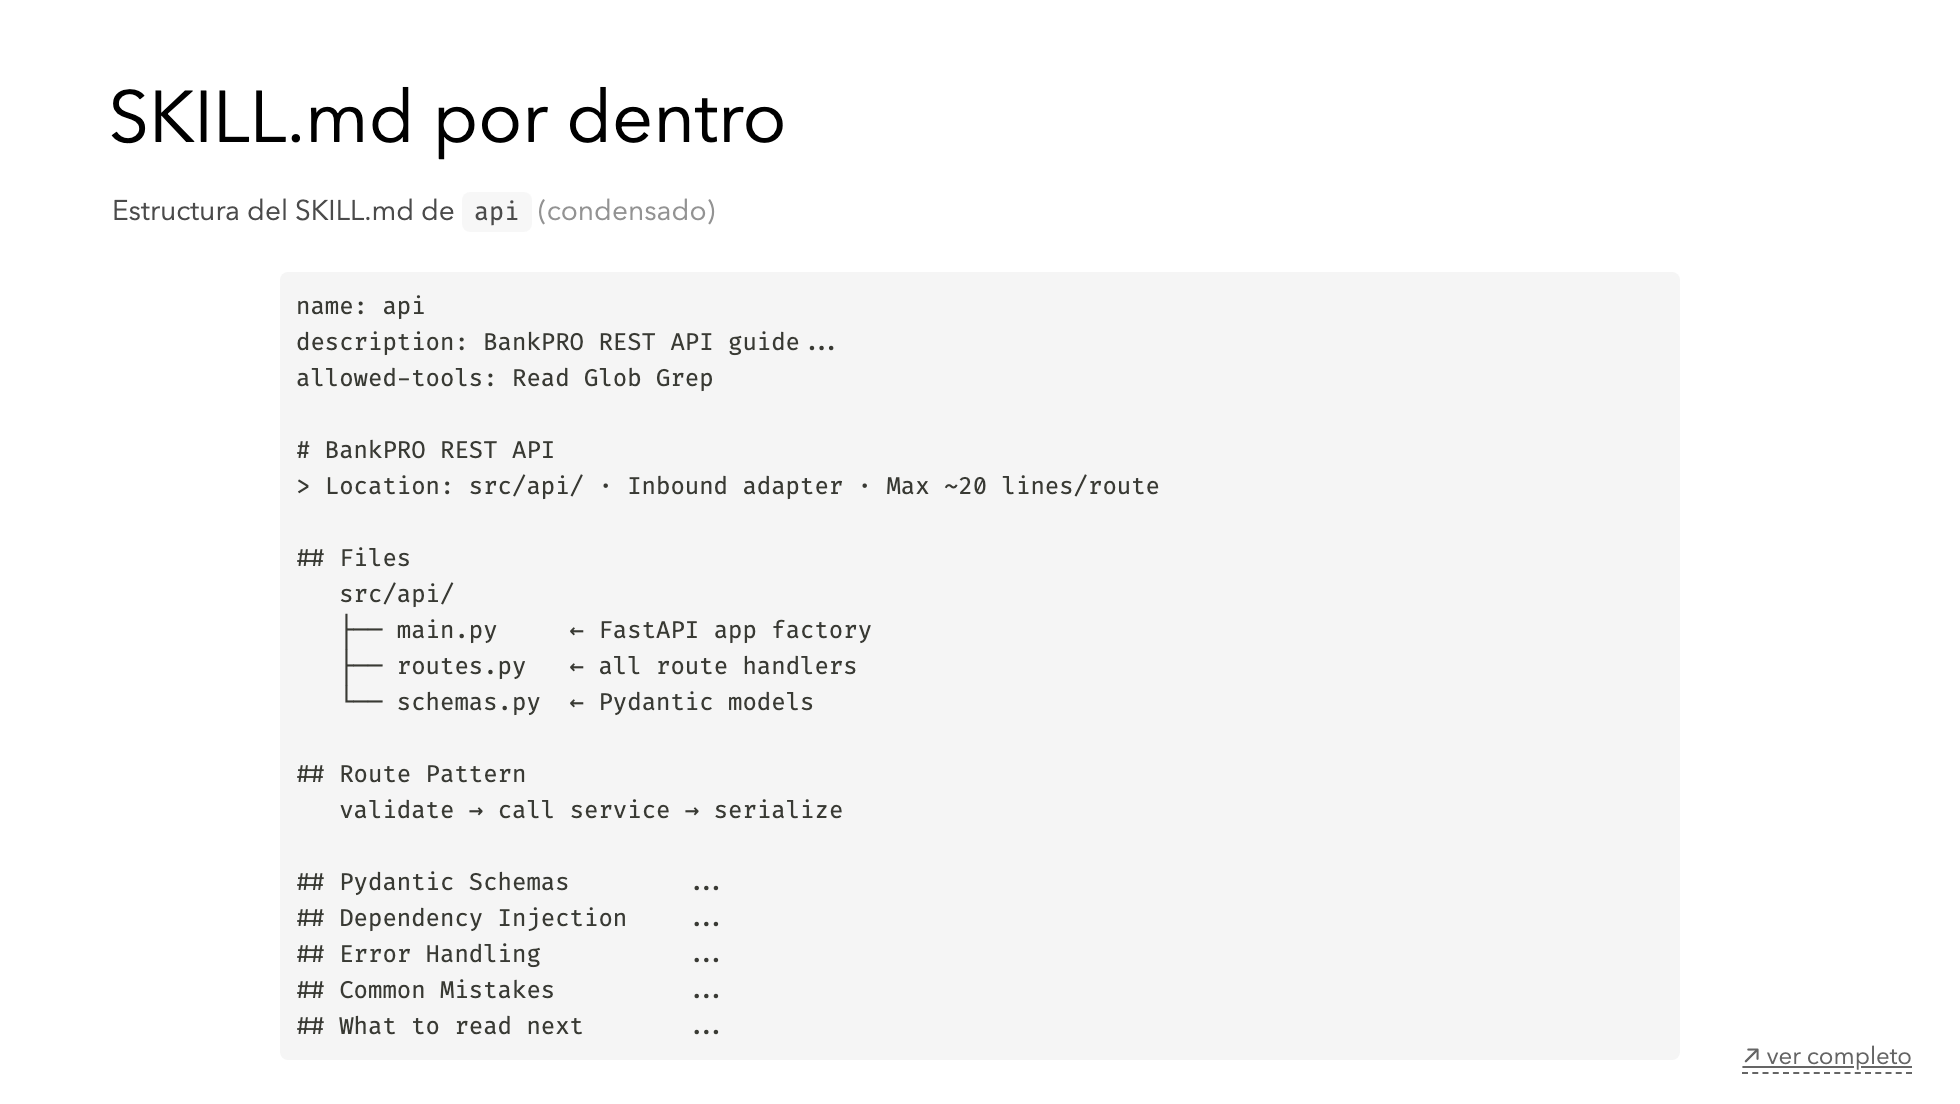 SKILL.md por dentro
Estructura del SKILL.md de api (condensado)
name: api
description: BankPRO REST API guide...
allowed-tools: Read Glob Grep
# BankPRO REST API
> Location: src/api/ · Inbound adapter · Max ~20 lines/route
## Files
src/api/
├── main.py ← FastAPI app factory
├── routes.py ← all route handlers
└── schemas.py ← Pydantic models
## Route Pattern
validate → call service → serialize
## Pydantic Schemas ...
## Dependency Injection ...
## Error Handling ...
## Common Mistakes ...
## What to read next ...
↗ ver completo